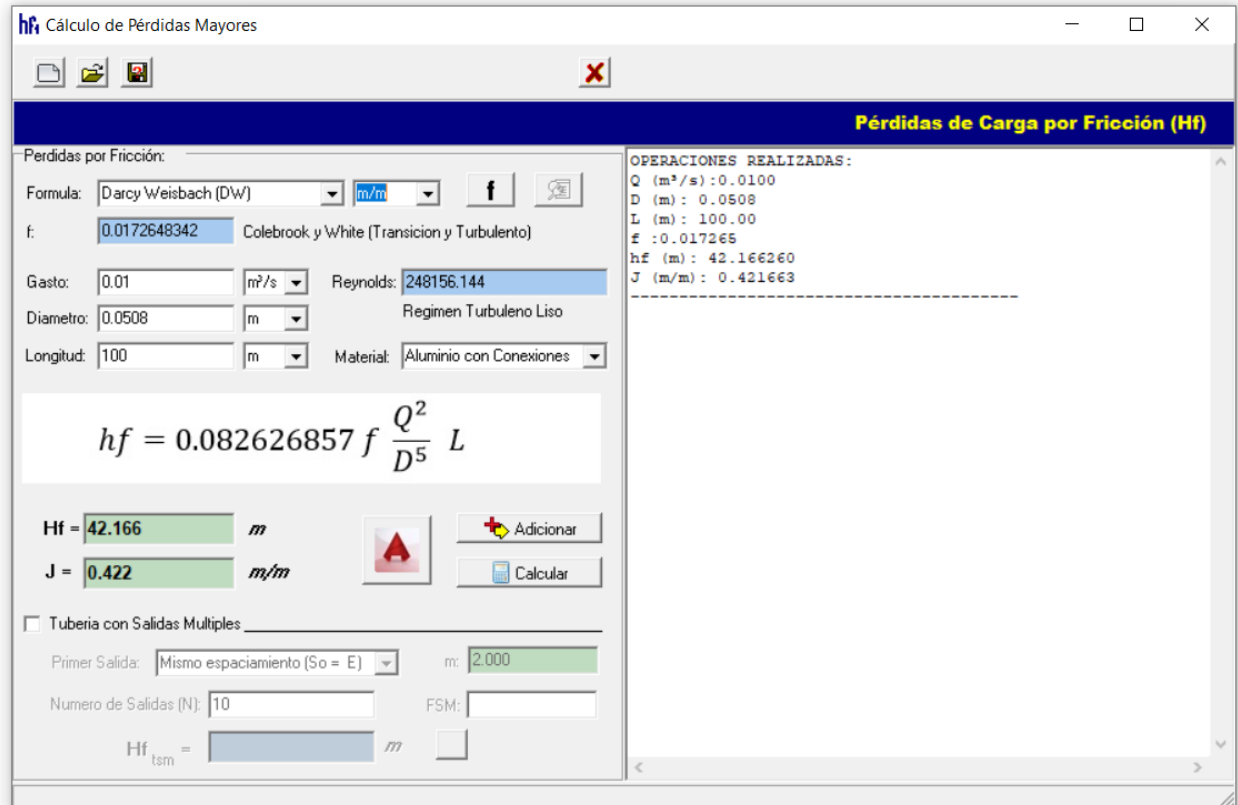 hf₁ Cálculo de Pérdidas Mayores
Pérdidas de Carga por Fricción (Hf)
Perdidas por Fricción:
Formula: Darcy Weisbach (DW) m/m f
f: 0.0172648342 Colebrook y White (Transicion y Turbulento)
Gasto: 0.01 m³/s Reynolds: 248156.144
Regimen Turbuleno Liso
Diametro: 0.0508 m
Longitud: 100 m Material: Aluminio con Conexiones
hf = 0.082626857 f Q²/D⁵ L
Hf = 42.166 m
Adicionar
J = 0.422 m/m
Calcular
Tuberia con Salidas Multiples
Primer Salida: Mismo espaciamiento (So = E) m: 2.000
Numero de Salidas (N): 10 FSM:
Hf tsm = m
OPERACIONES REALIZADAS:
Q (m³/s):0.0100
D (m): 0.0508
L (m): 100.00
f :0.017265
hf (m): 42.166260
J (m/m): 0.421663
----------------------------------------